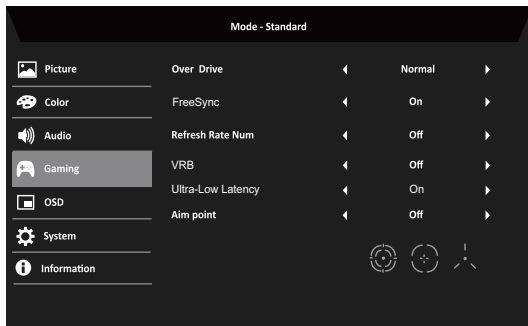 Mode - Standard
Picture
Over Drive Normal
Color
FreeSync On
Audio
Refresh Rate Num Off
Gaming
VRB Off
Ultra-Low Latency On
OSD
Aim point Off
System
Information